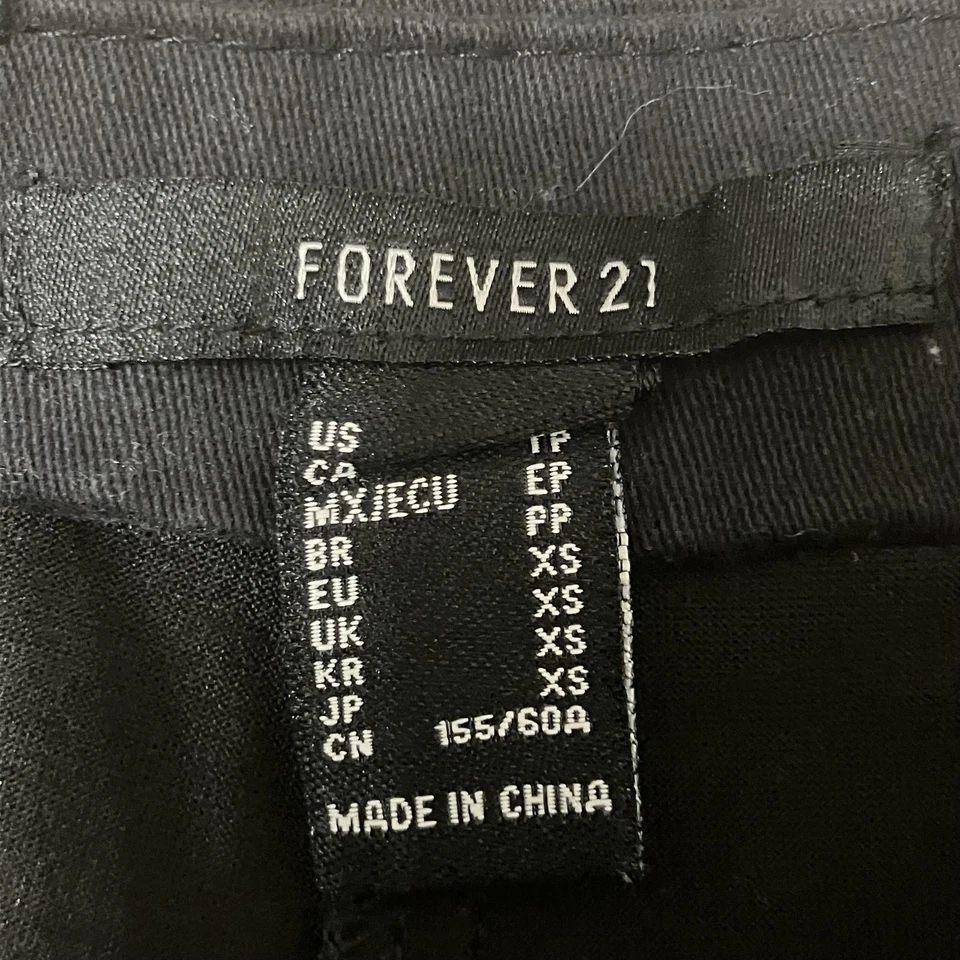 FOREVER 21
US
CA TP
MX/ECU EP
BR PP
EU XS
UK XS
KR XS
JP XS
CN 155/60A
MADE IN CHINA